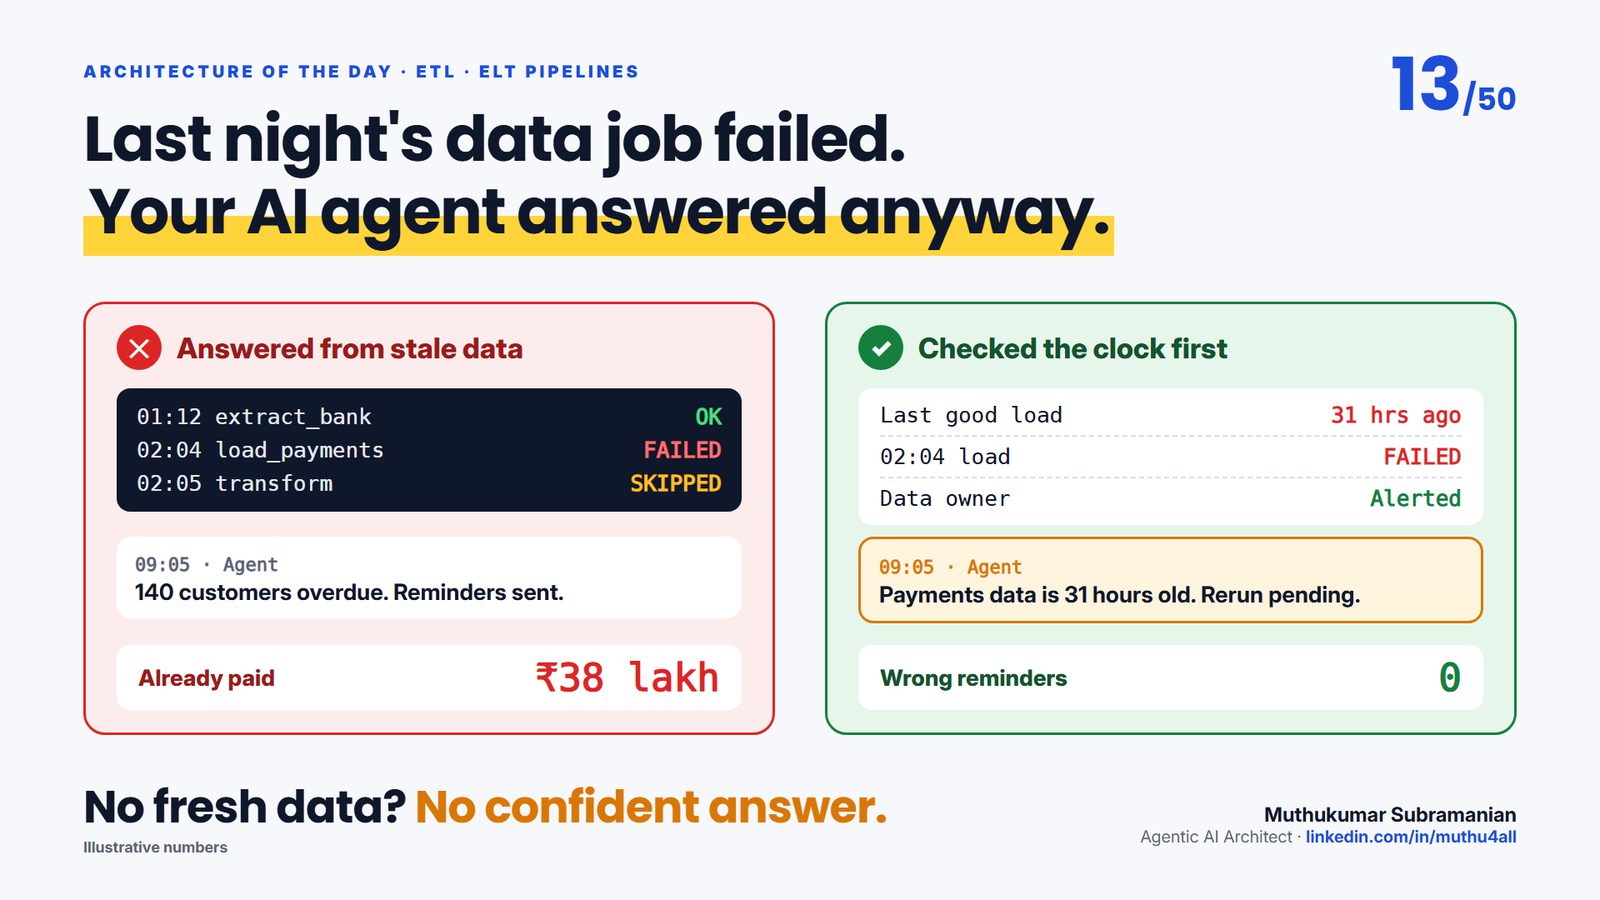 ARCHITECTURE OF THE DAY · ETL · ELT PIPELINES
13/50
Last night's data job failed.
Your AI agent answered anyway.
Answered from stale data
01:12 extract_bank OK
02:04 load_payments FAILED
02:05 transform SKIPPED
09:05 · Agent
140 customers overdue. Reminders sent.
Already paid ₹38 lakh
Checked the clock first
Last good load 31 hrs ago
02:04 load FAILED
Data owner Alerted
09:05 · Agent
Payments data is 31 hours old. Rerun pending.
Wrong reminders 0
No fresh data? No confident answer.
Illustrative numbers
Muthukumar Subramanian
Agentic AI Architect · linkedin.com/in/muthu4all